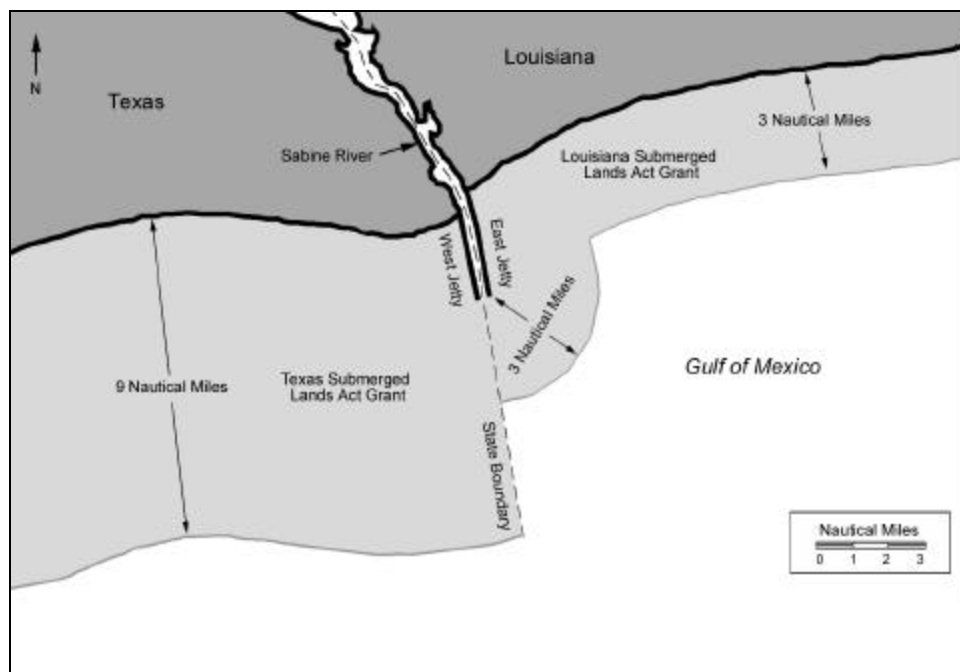 Louisiana
N
Texas
3 Nautical Miles
Sabine River
Louisiana Submerged
Lands Act Grant
West Jetty
East Jetty
3 Nautical Miles
9 Nautical Miles
Texas Submerged
Lands Act Grant
Gulf of Mexico
State Boundary
Nautical Miles
0 1 2 3